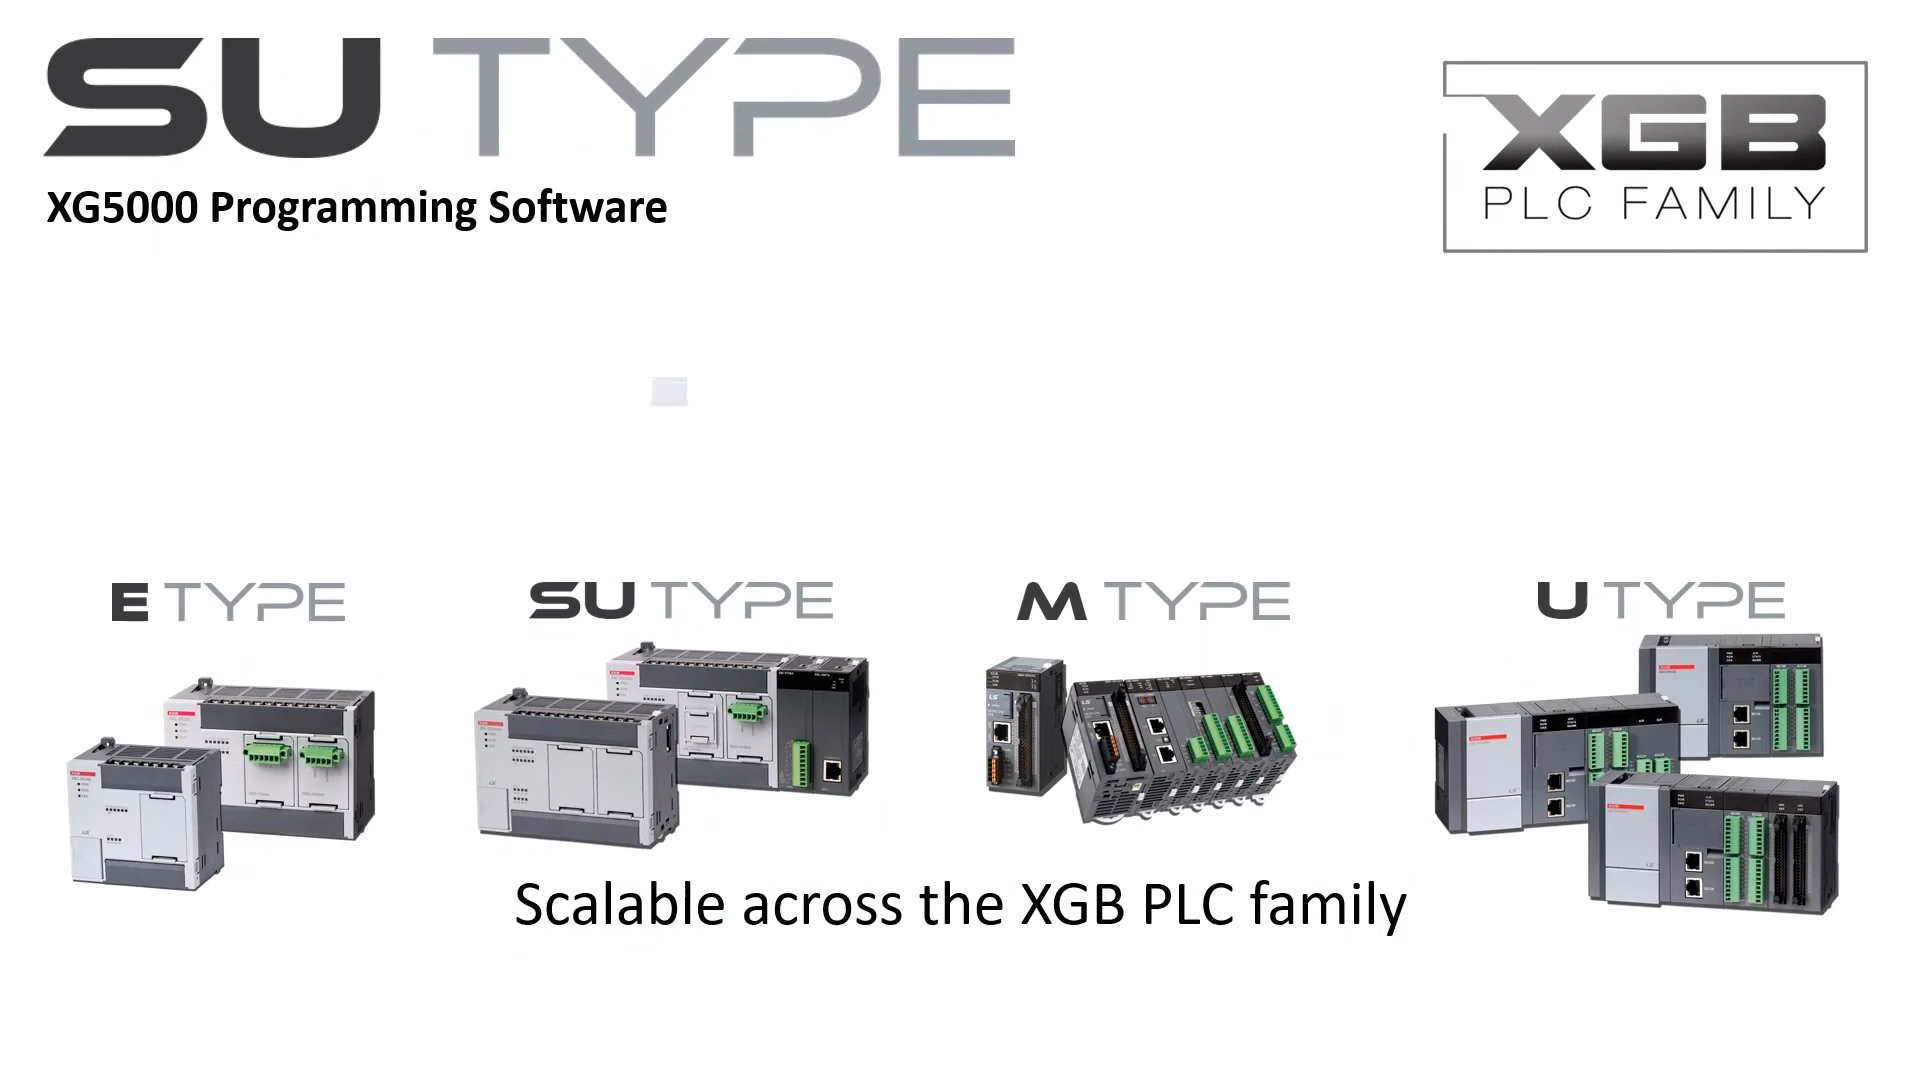 SU TYPE
XGB
PLC FAMILY
XG5000 Programming Software
E TYPE
SU TYPE
M TYPE
U TYPE
Scalable across the XGB PLC family